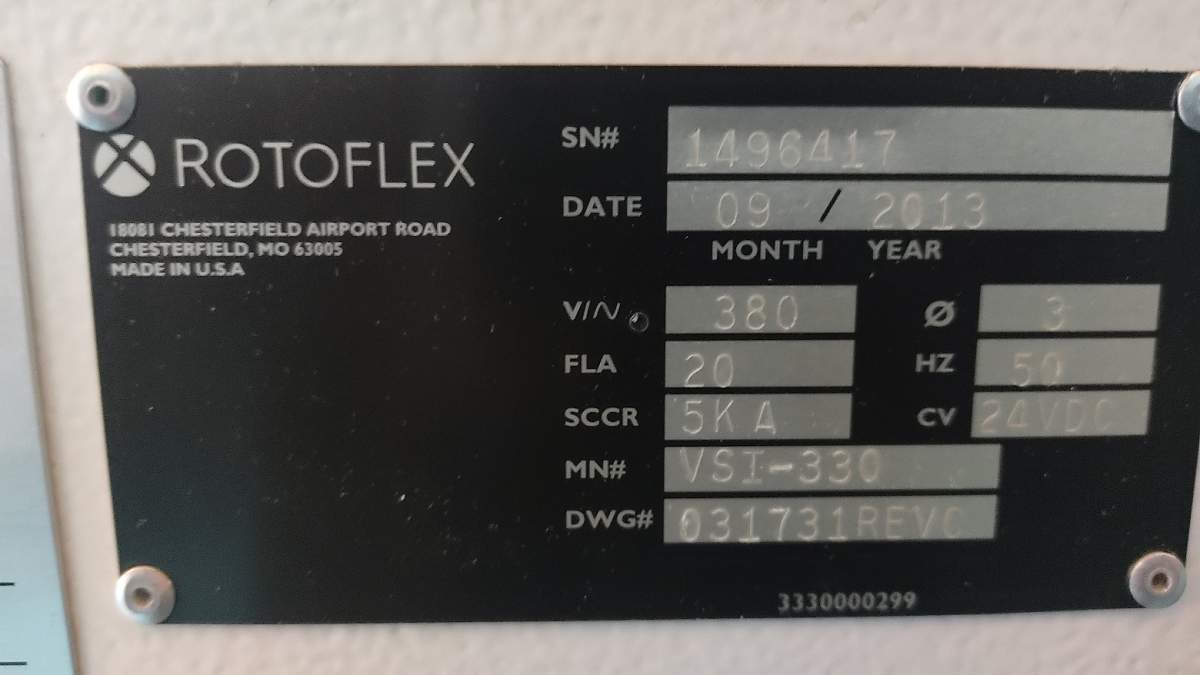 ROTOFLEX
18081 CHESTERFIELD AIRPORT ROAD
CHESTERFIELD, MO 63005
MADE IN U.S.A
SN# 1496417
DATE 09 / 2013
MONTH YEAR
V/N 380 Ø 3
FLA 20 HZ 50
SCCR 5KA CV 24VDC
MN# VSI-330
DWG# 031731REVC
3330000299